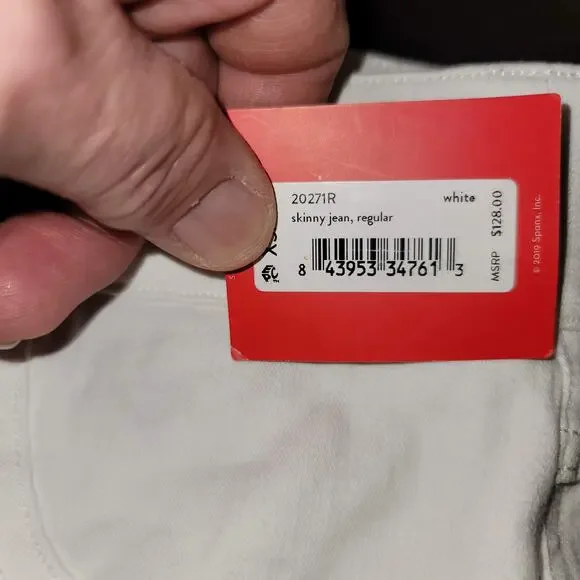 20271R
white
skinny jean, regular
8 43953 34761 3
MSRP $128.00
© 2019 Spanx, Inc.